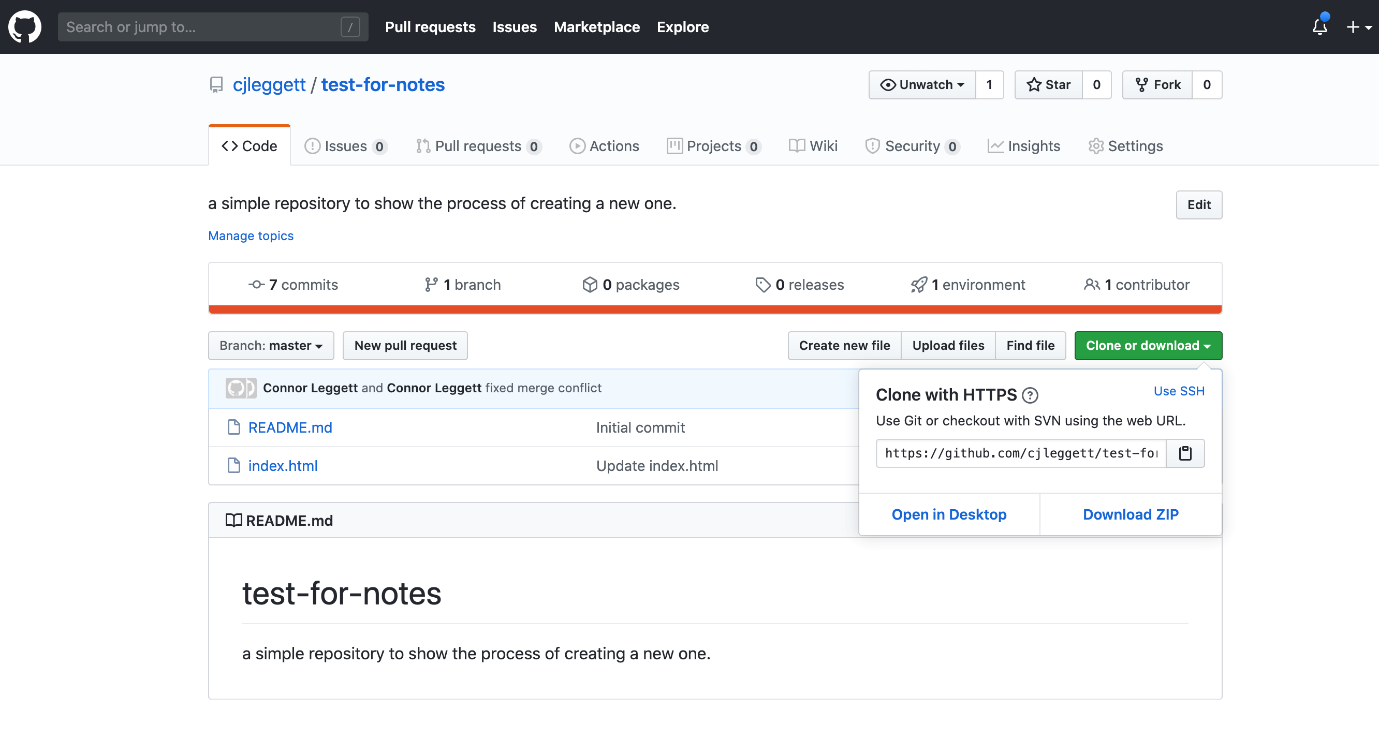 Search or jump to... /
Pull requests Issues Marketplace Explore
cjleggett / test-for-notes
Unwatch 1 Star 0 Fork 0
Code Issues 0 Pull requests 0 Actions Projects 0 Wiki Security 0 Insights Settings
a simple repository to show the process of creating a new one.
Edit
Manage topics
7 commits 1 branch 0 packages 0 releases 1 environment 1 contributor
Branch: master New pull request Create new file Upload files Find file Clone or download
Connor Leggett and Connor Leggett fixed merge conflict
README.md Initial commit
index.html Update index.html
Clone with HTTPS ? Use SSH
Use Git or checkout with SVN using the web URL.
https://github.com/cjleggett/test-for
Open in Desktop Download ZIP
README.md
test-for-notes
a simple repository to show the process of creating a new one.